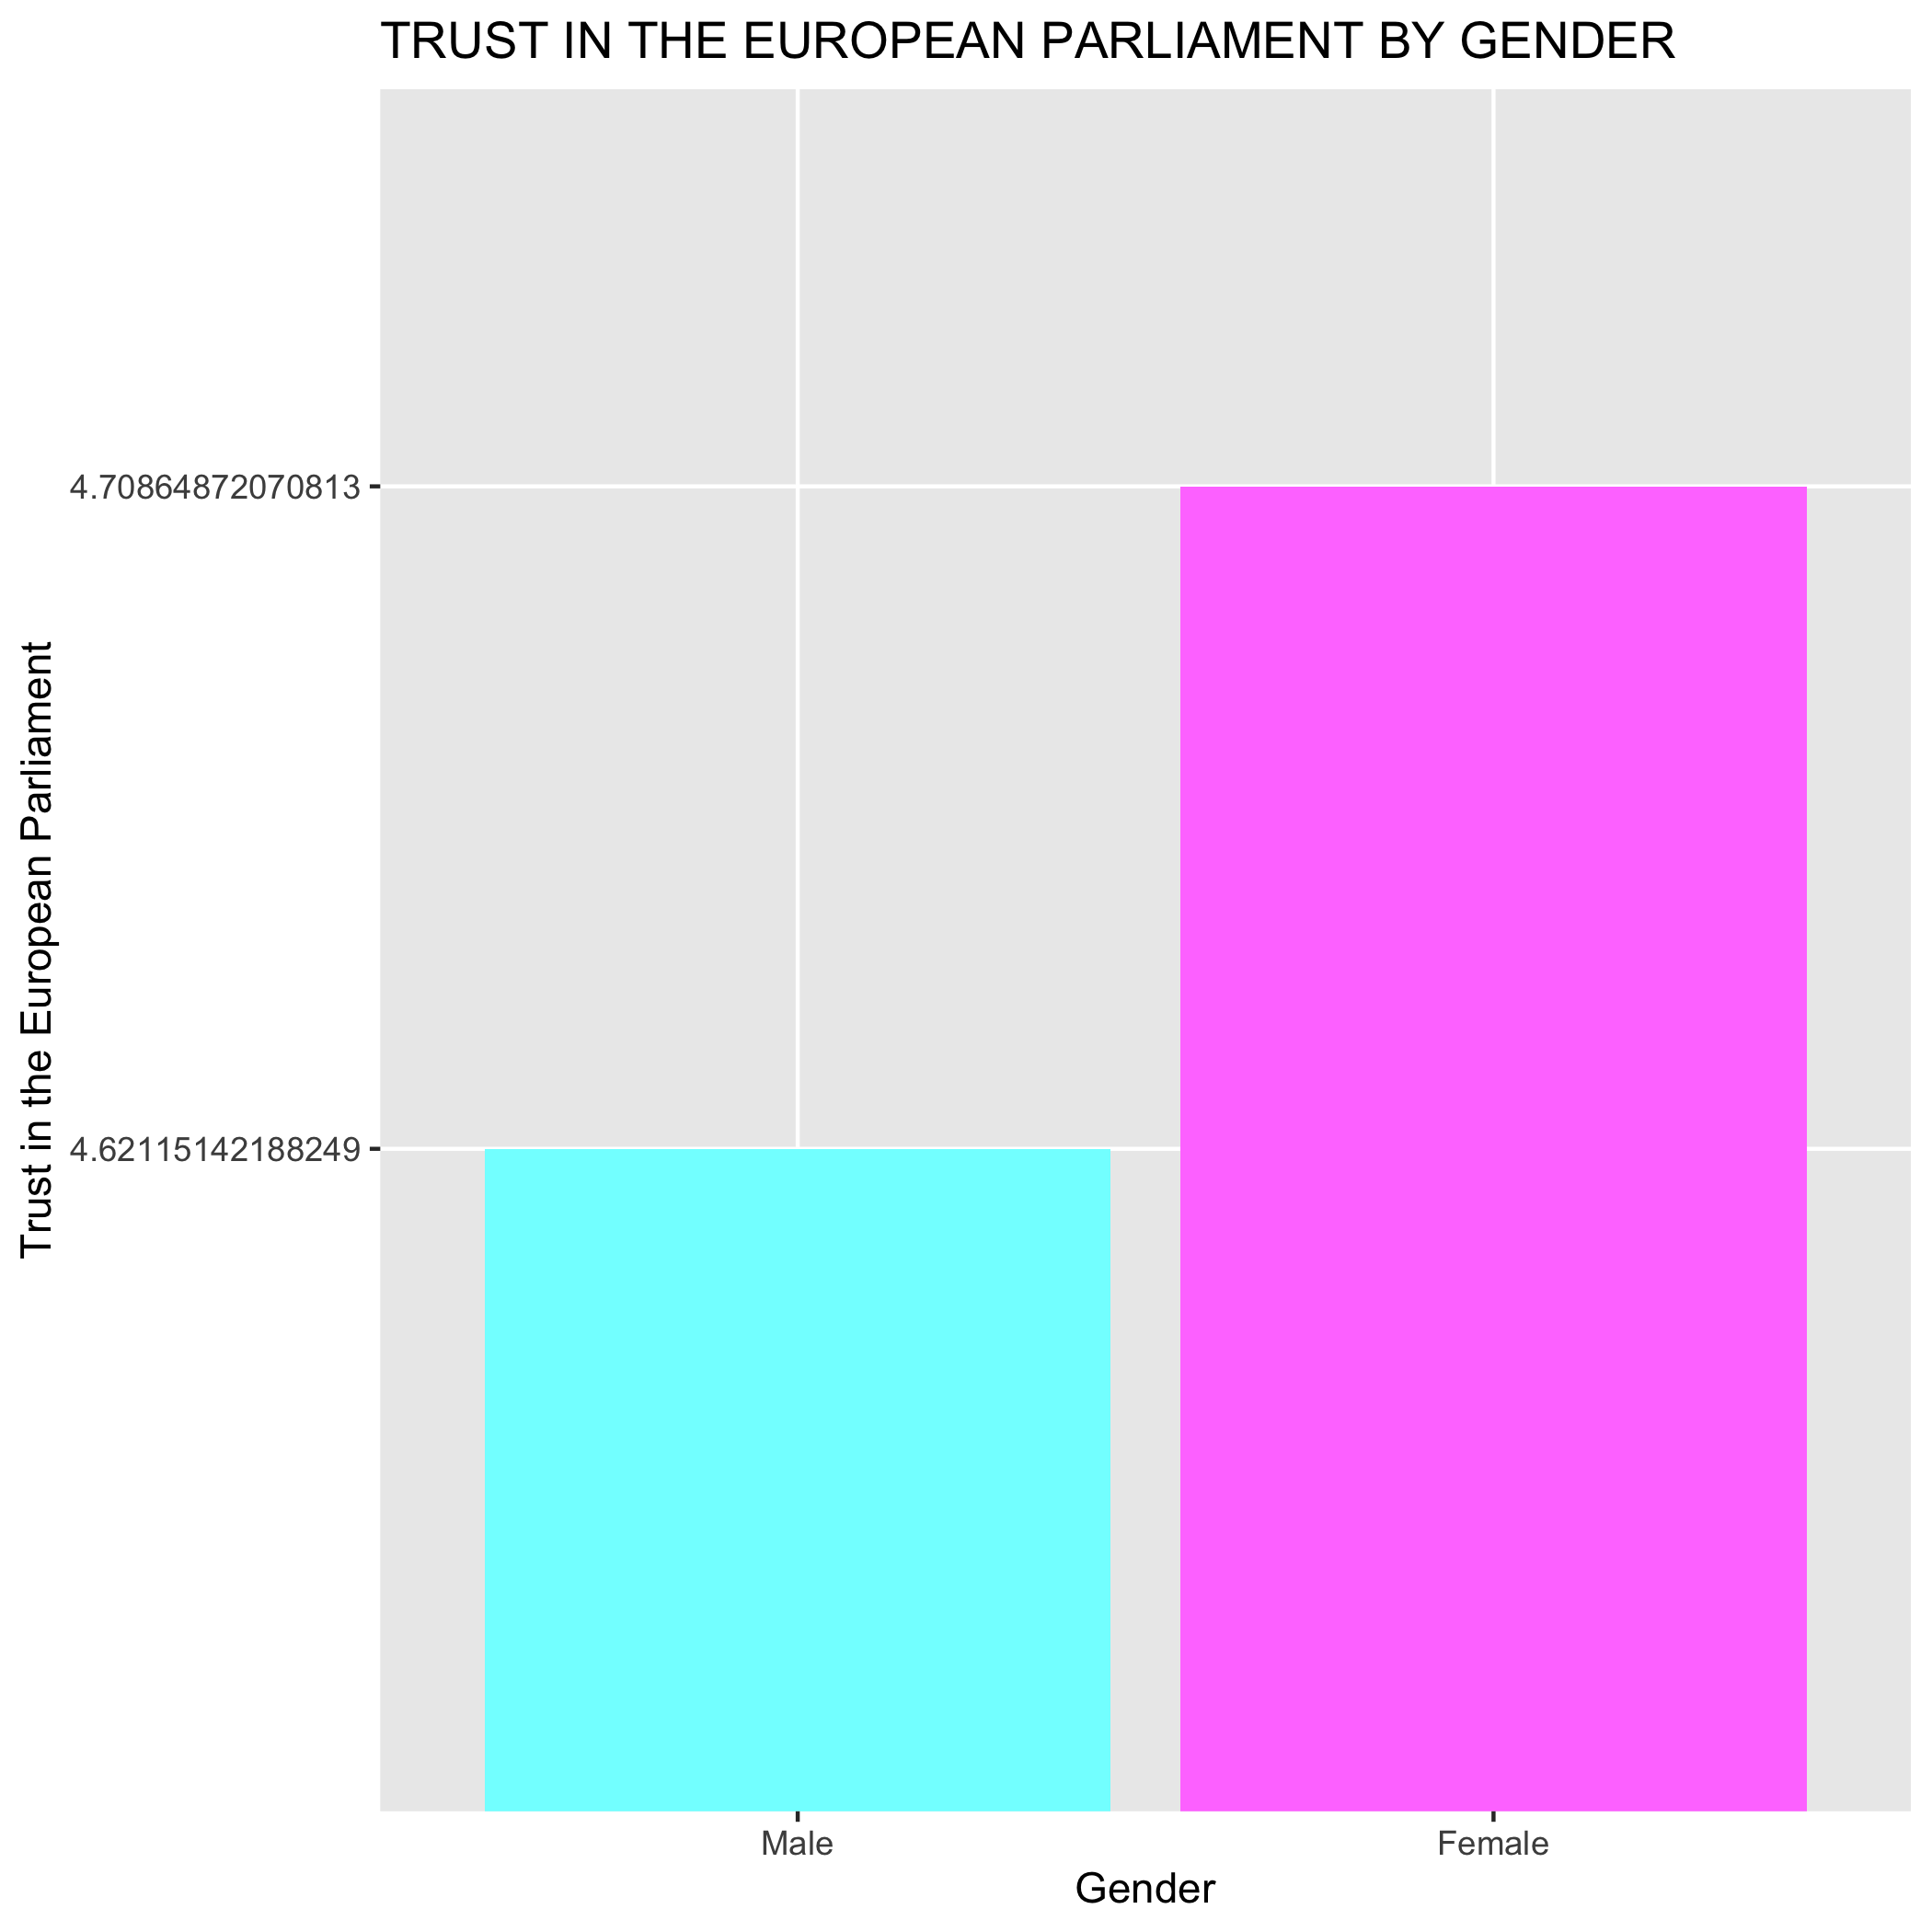 TRUST IN THE EUROPEAN PARLIAMENT BY GENDER
Trust in the European Parliament
4.70864872070813
4.62115142188249
Male
Female
Gender